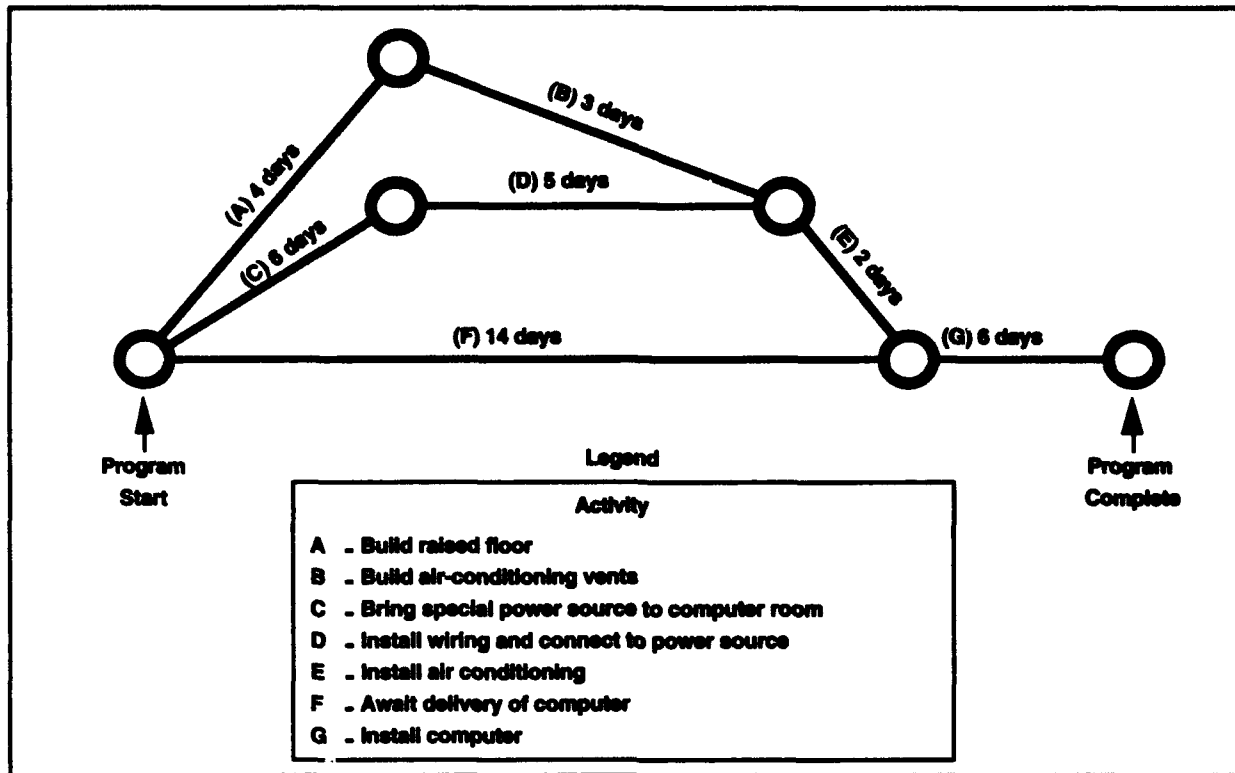 (B) 3 days
(A) 4 days
(D) 5 days
(C) 6 days
(E) 2 days
(F) 14 days
(G) 6 days
Program
Start
Program
Complete
Legend
Activity
A - Build raised floor
B - Build air-conditioning vents
C - Bring special power source to computer room
D - Install wiring and connect to power source
E - Install air conditioning
F - Await delivery of computer
G - Install computer